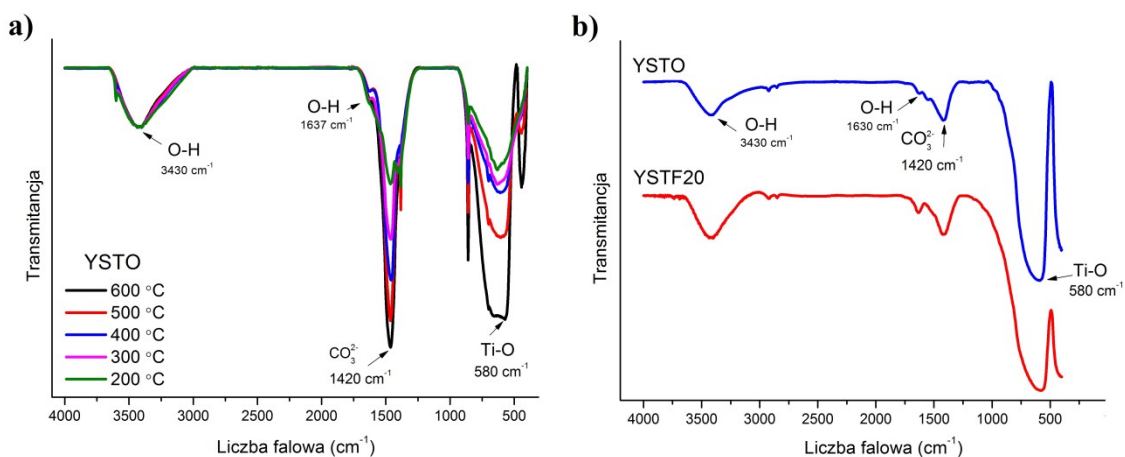 a)
Transmitancja
O-H
3430 cm⁻¹
O-H
1637 cm⁻¹
YSTO
600 °C
500 °C
400 °C
300 °C
200 °C
CO₃²⁻
1420 cm⁻¹
Ti-O
580 cm⁻¹
4000 3500 2500 2000 1500 1000 500
Liczba falowa (cm⁻¹)
b)
Transmitancja
YSTO
O-H
3430 cm⁻¹
O-H
1630 cm⁻¹
CO₃²⁻
1420 cm⁻¹
YSTF20
Ti-O
580 cm⁻¹
4000 3500 3000 2500 2000 1500 1000 500
Liczba falowa (cm⁻¹)